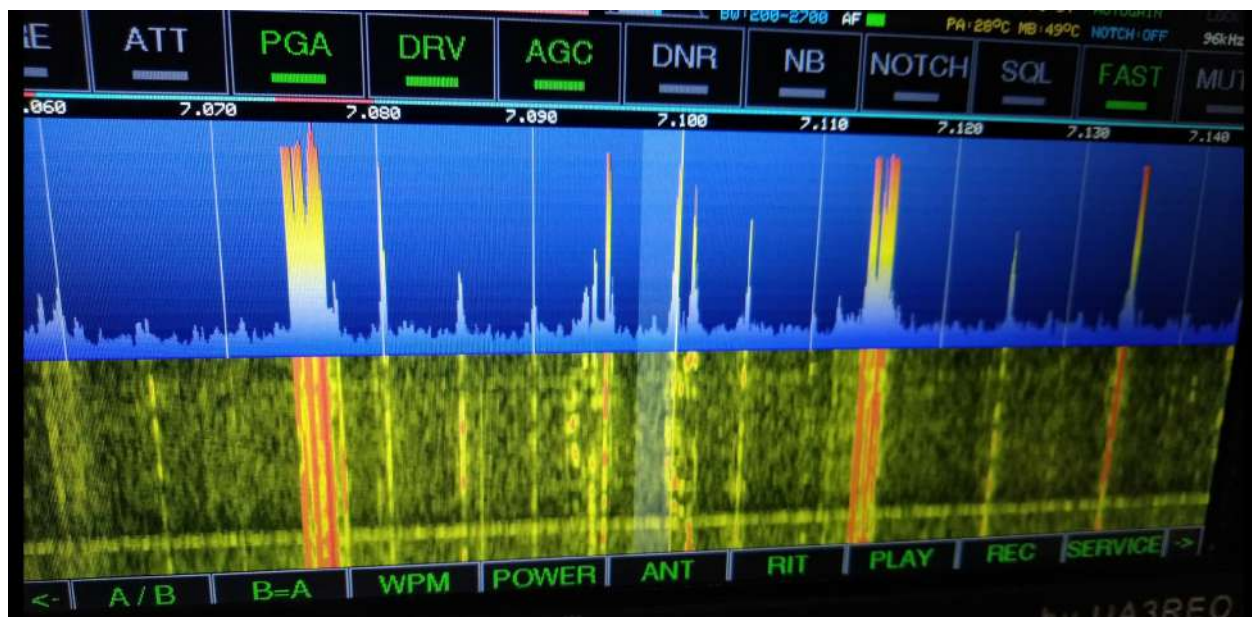 BW:200-2700 AF PA:28°C MB:49°C NOTCH:OFF 96kHz
ATT PGA DRV AGC DNR NB NOTCH SQL FAST
.060 7.070 7.080 7.090 7.100 7.110 7.120 7.130 7.140
<- A/B B=A WPM POWER ANT RIT PLAY REC SERVICE ->
UA3REO